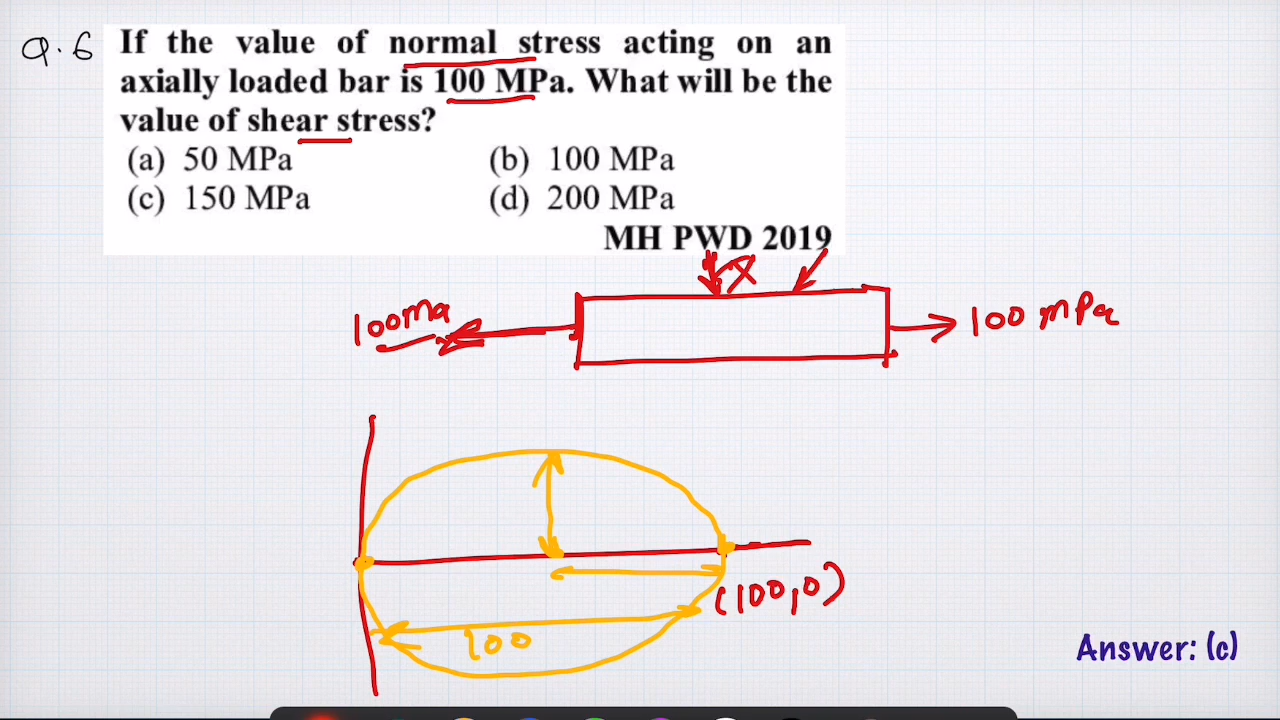 Q.6
If the value of normal stress acting on an
axially loaded bar is 100 MPa. What will be the
value of shear stress?
(a) 50 MPa (b) 100 MPa
(c) 150 MPa (d) 200 MPa
MH PWD 2019
100 MPa
(100,0)
100
Answer: (c)